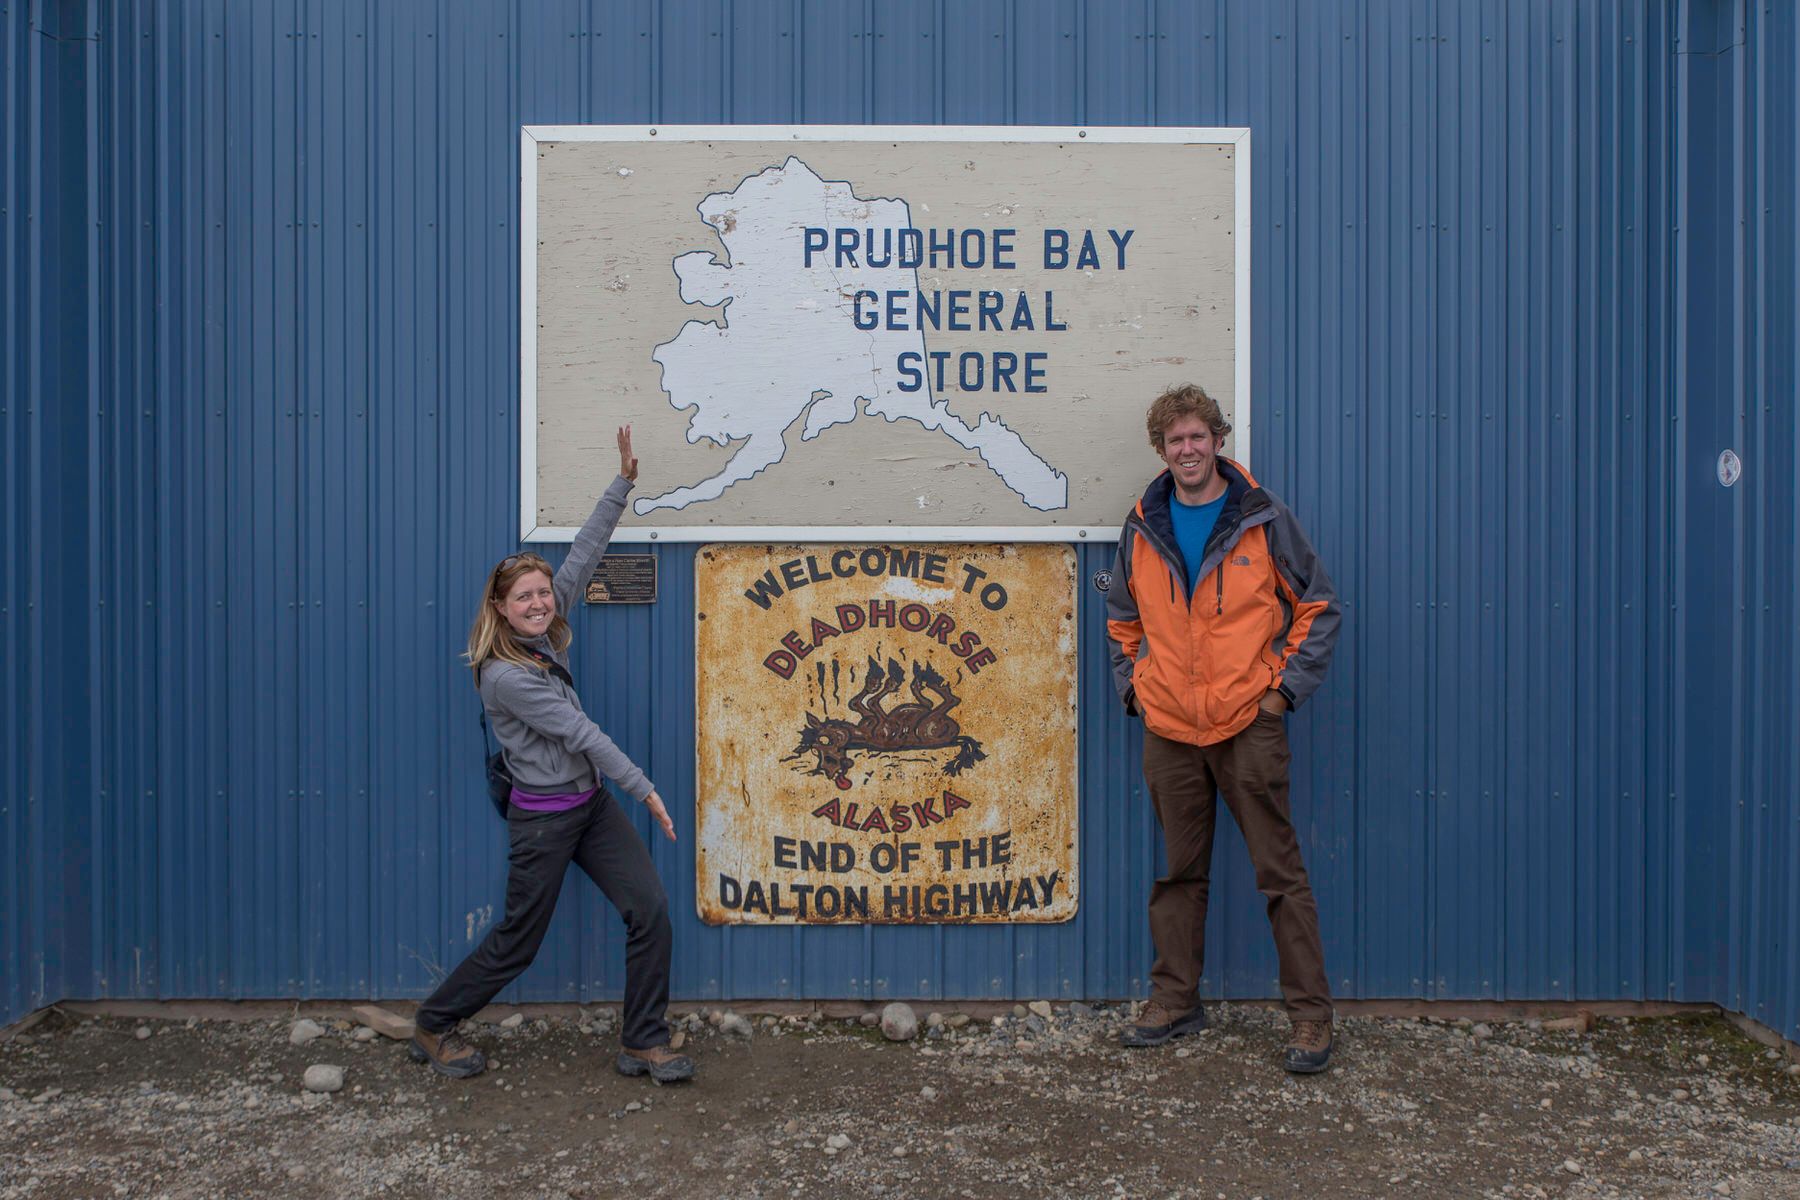 PRUDHOE BAY
GENERAL
STORE
WELCOME TO
DEADHORSE
ALASKA
END OF THE
DALTON HIGHWAY